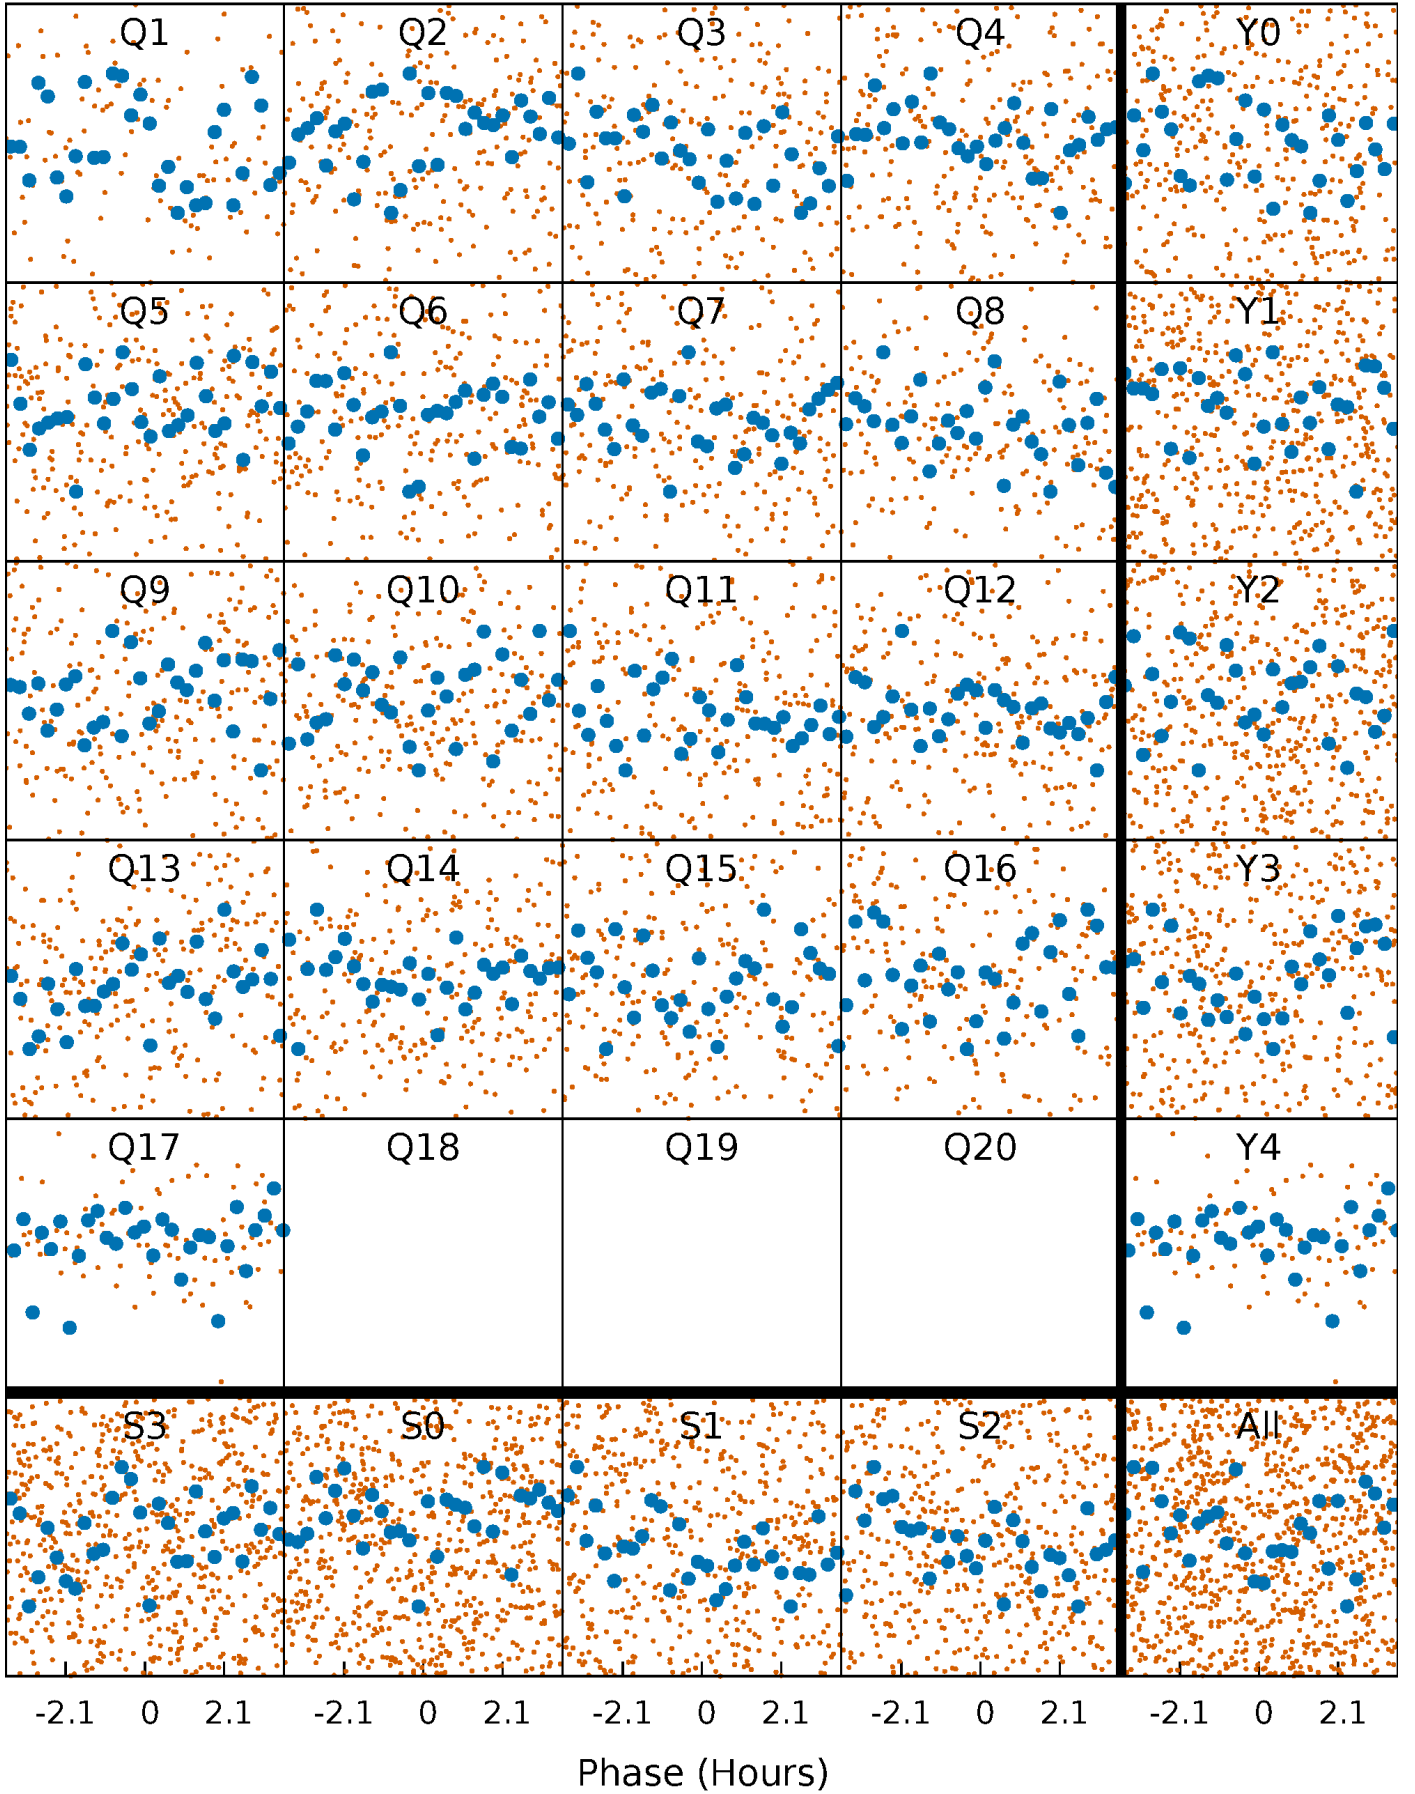 Q1 Q2 Q3 Q4 Y0
Q5 Q6 Q7 Q8 Y1
Q9 Q10 Q11 Q12 Y2
Q13 Q14 Q15 Q16 Y3
Q17 Q18 Q19 Q20 Y4
S3 S0 S1 S2 All
-2.1 0 2.1 -2.1 0 2.1 -2.1 0 2.1 -2.1 0 2.1 -2.1 0 2.1
Phase (Hours)